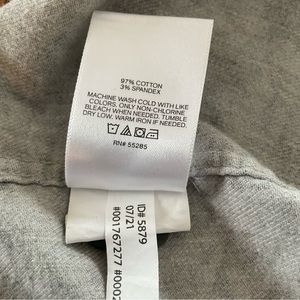 97% COTTON
3% SPANDEX
MACHINE WASH COLD WITH LIKE
COLORS. ONLY NON-CHLORINE
BLEACH WHEN NEEDED. TUMBLE
DRY LOW. WARM IRON IF NEEDED.
RN# 55285
ID# 5879
07/21
#001767277 #000